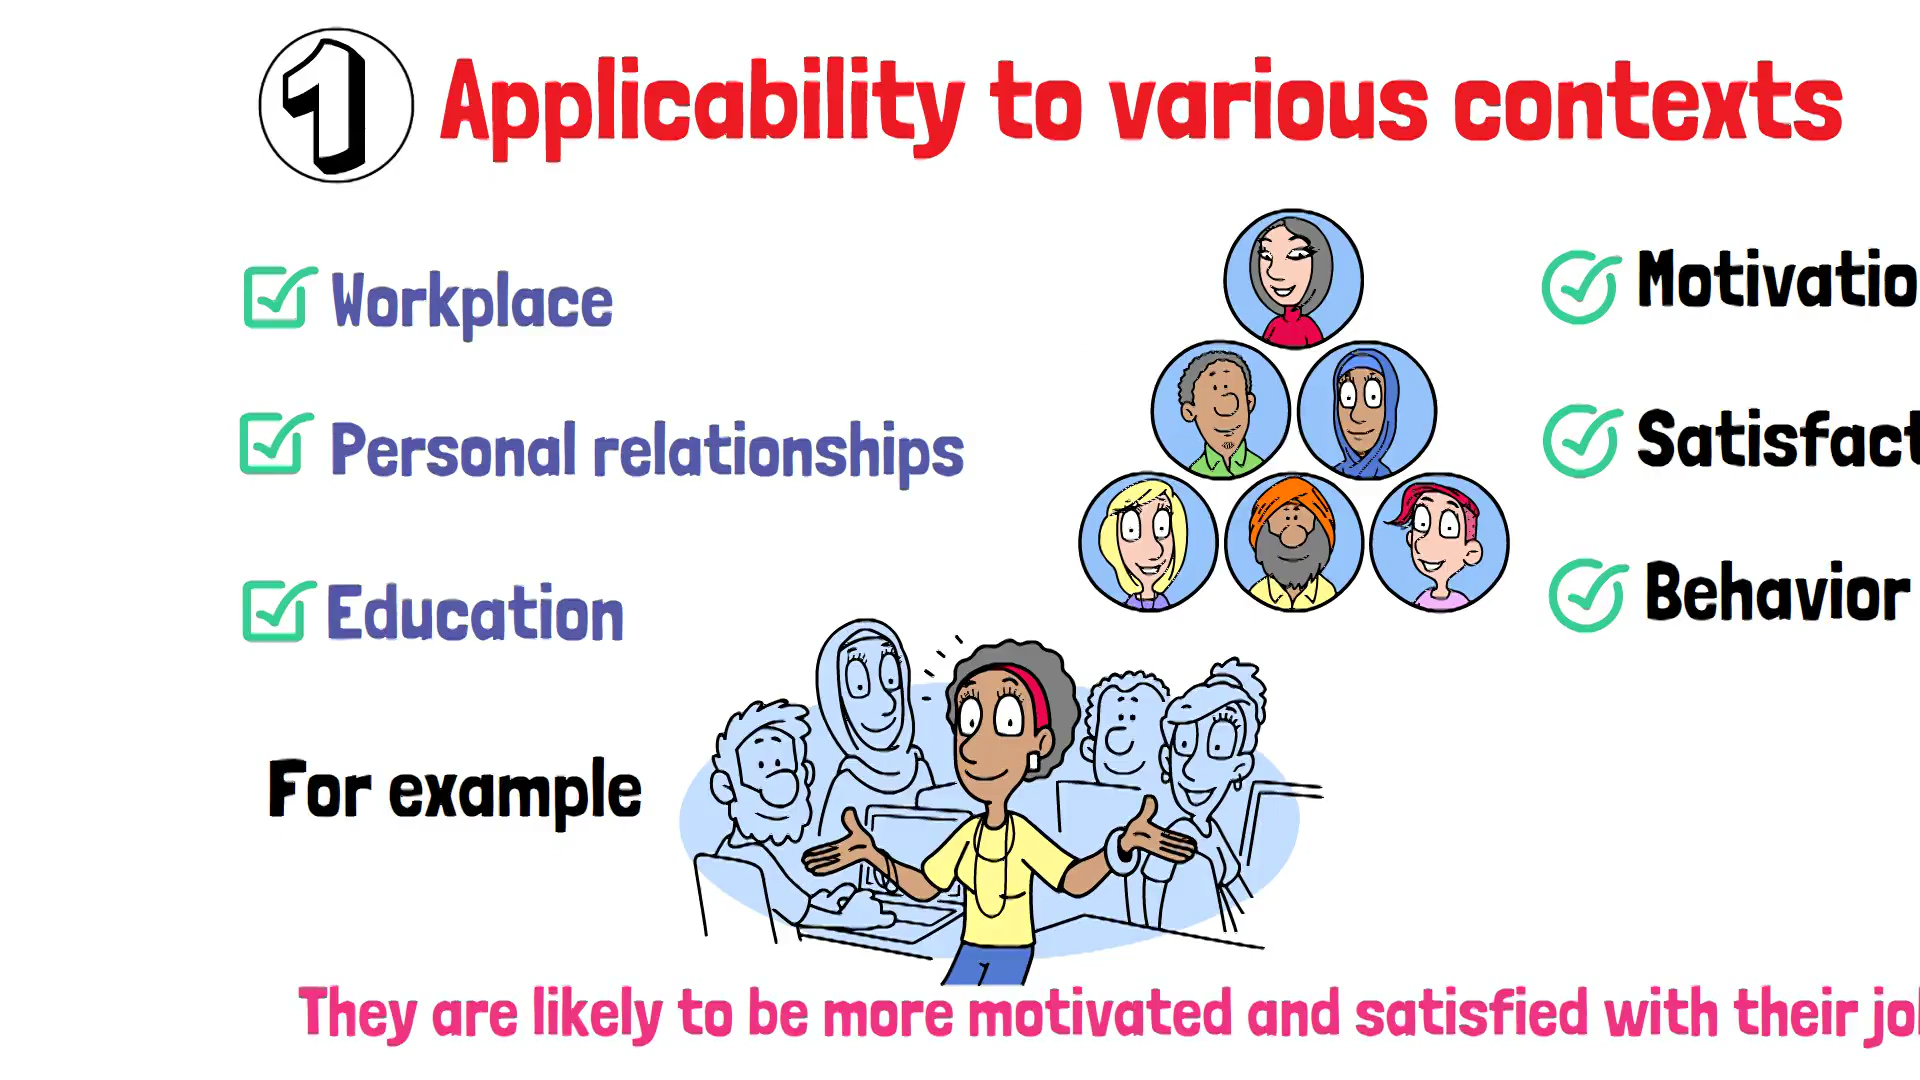 1 Applicability to various contexts
Workplace
Personal relationships
Education
Motivatio
Satisfact
Behavior
For example
They are likely to be more motivated and satisfied with their jo